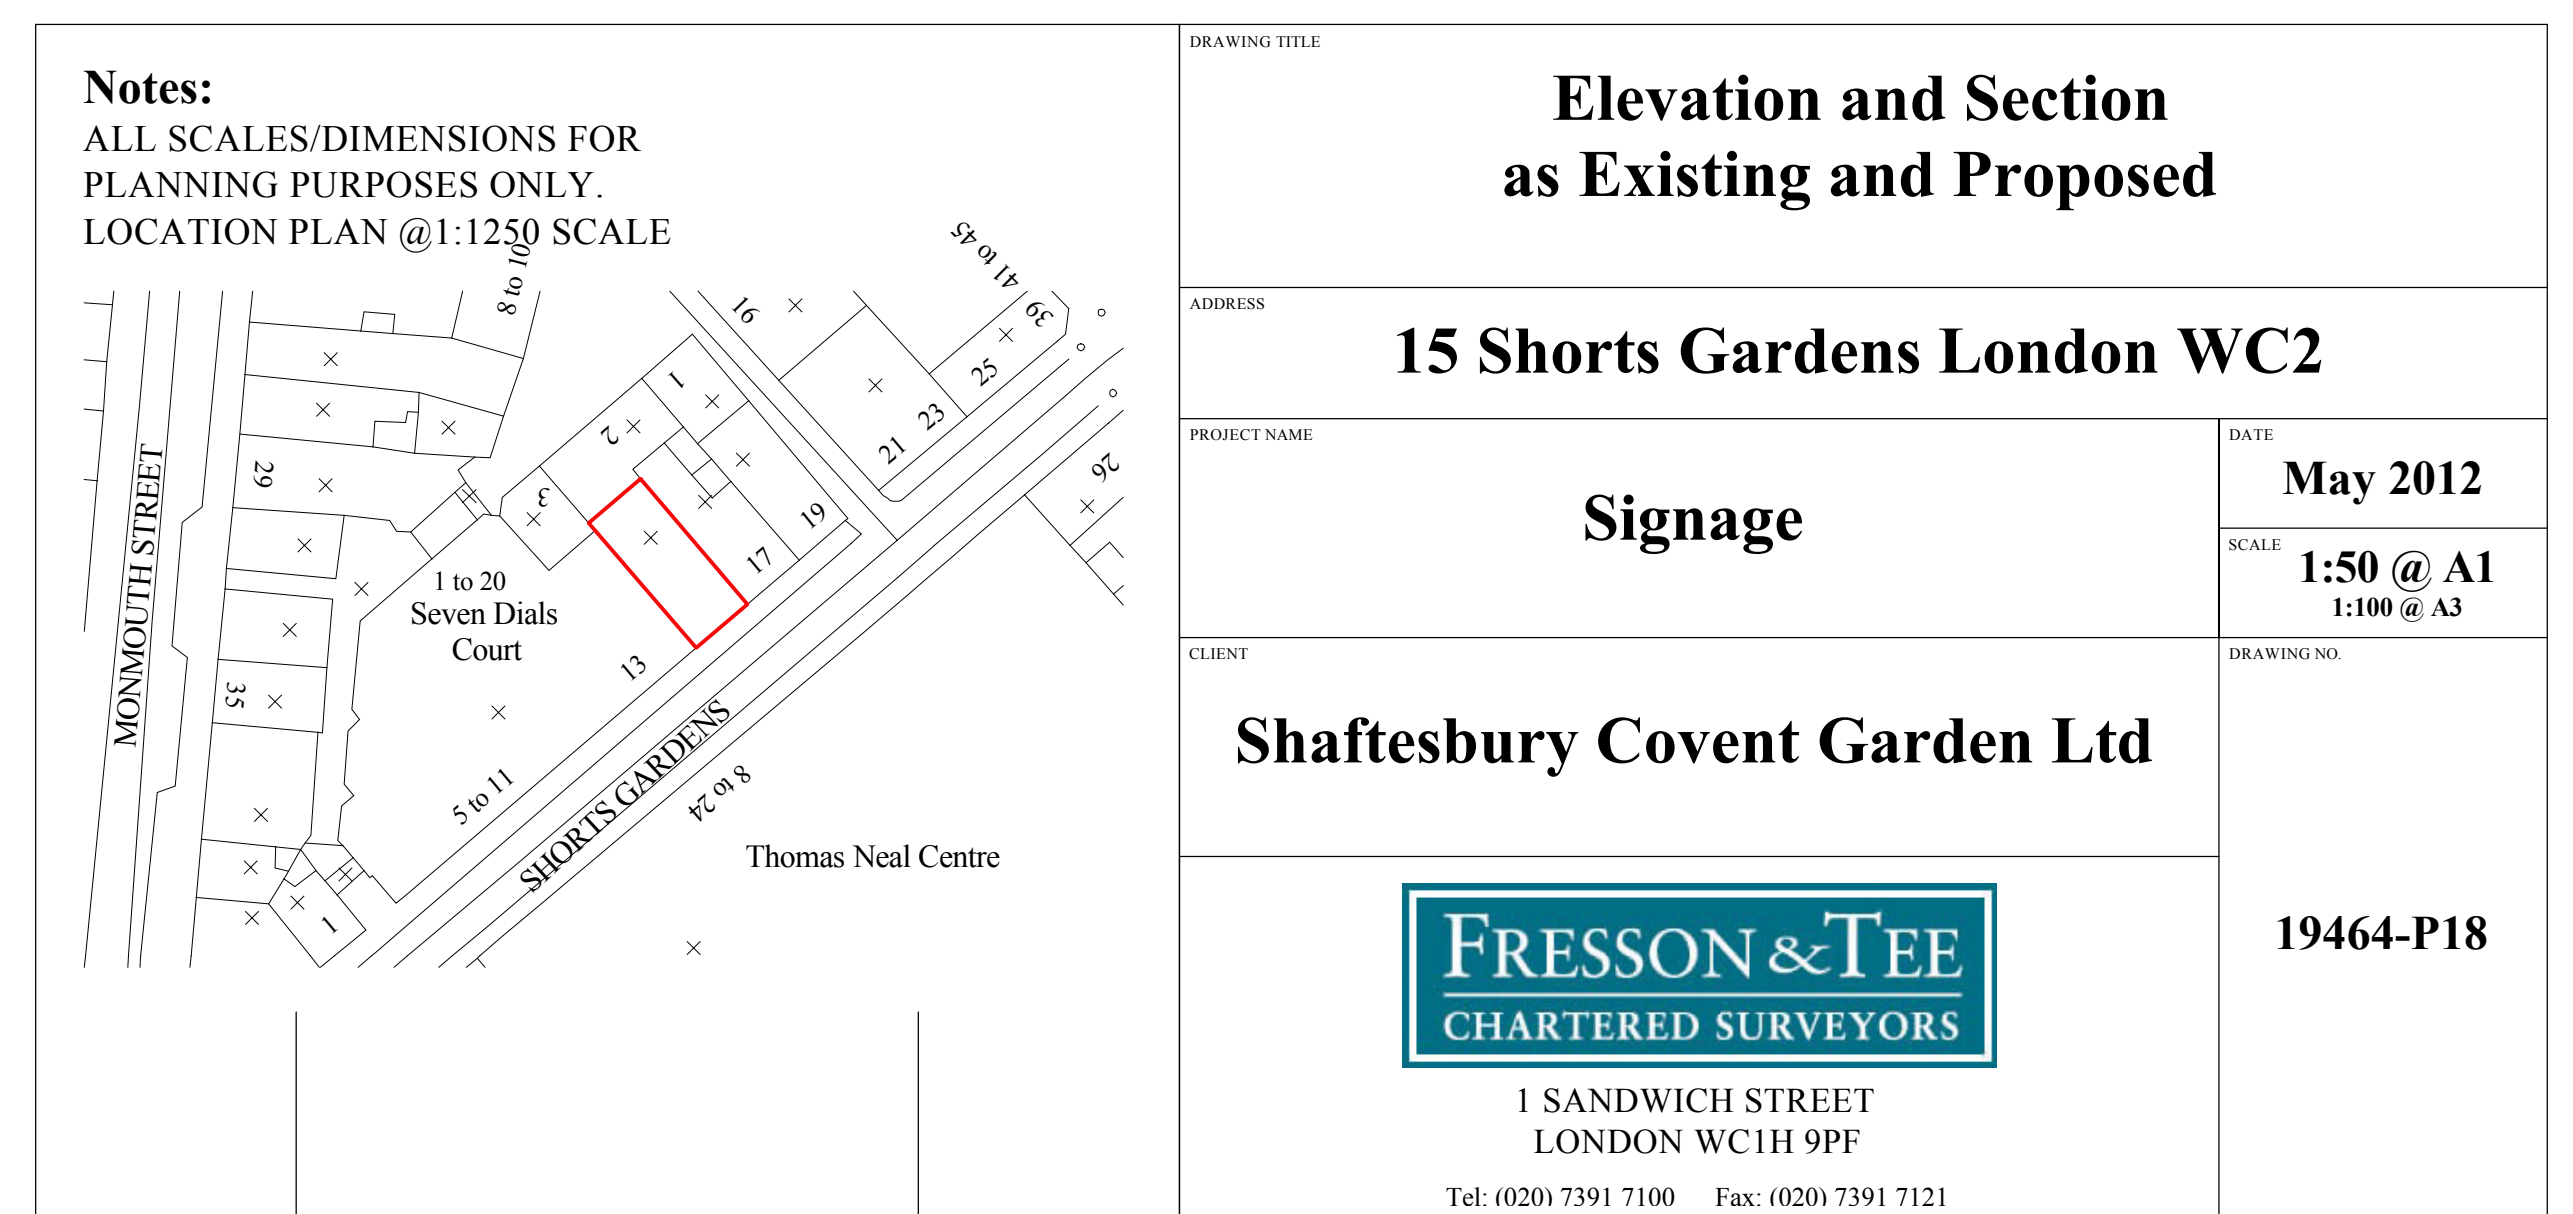 Notes:
ALL SCALES/DIMENSIONS FOR
PLANNING PURPOSES ONLY.
LOCATION PLAN @1:1250 SCALE
8 to 10
41 to 45
39
16
25
23
21
26
1
2
3
19
17
29
MONMOUTH STREET
1 to 20
Seven Dials
Court
13
35
5 to 11
SHORTS GARDENS
8 to 24
Thomas Neal Centre
1
DRAWING TITLE
Elevation and Section
as Existing and Proposed
ADDRESS
15 Shorts Gardens London WC2
PROJECT NAME
Signage
DATE
May 2012
SCALE
1:50 @ A1
1:100 @ A3
CLIENT
Shaftesbury Covent Garden Ltd
DRAWING NO.
19464-P18
FRESSON & TEE
CHARTERED SURVEYORS
1 SANDWICH STREET
LONDON WC1H 9PF
Tel: (020) 7391 7100 Fax: (020) 7391 7121